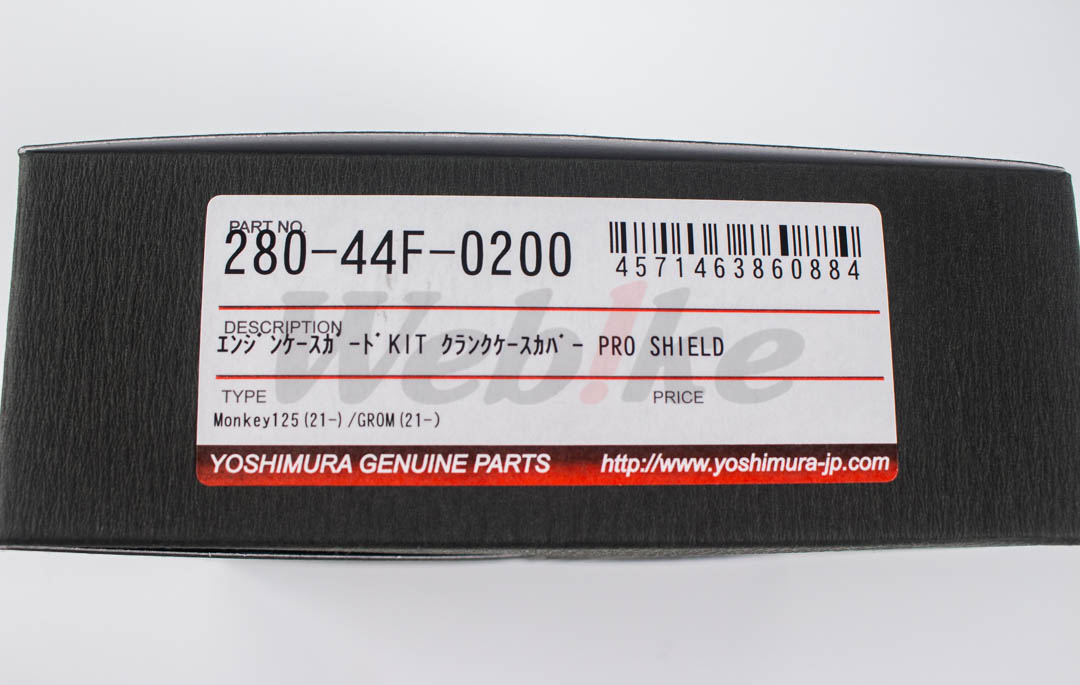 PART NO.
280-44F-0200
4571463860884
DESCRIPTION
ｴﾝｼﾞﾝｹｰｽｶﾞｰﾄﾞKIT ｸﾗﾝｸｹｰｽｶﾊﾞｰ PRO SHIELD
TYPE PRICE
Monkey125(21-)/GROM(21-)
YOSHIMURA GENUINE PARTS http://www.yoshimura-jp.com
Web!ke